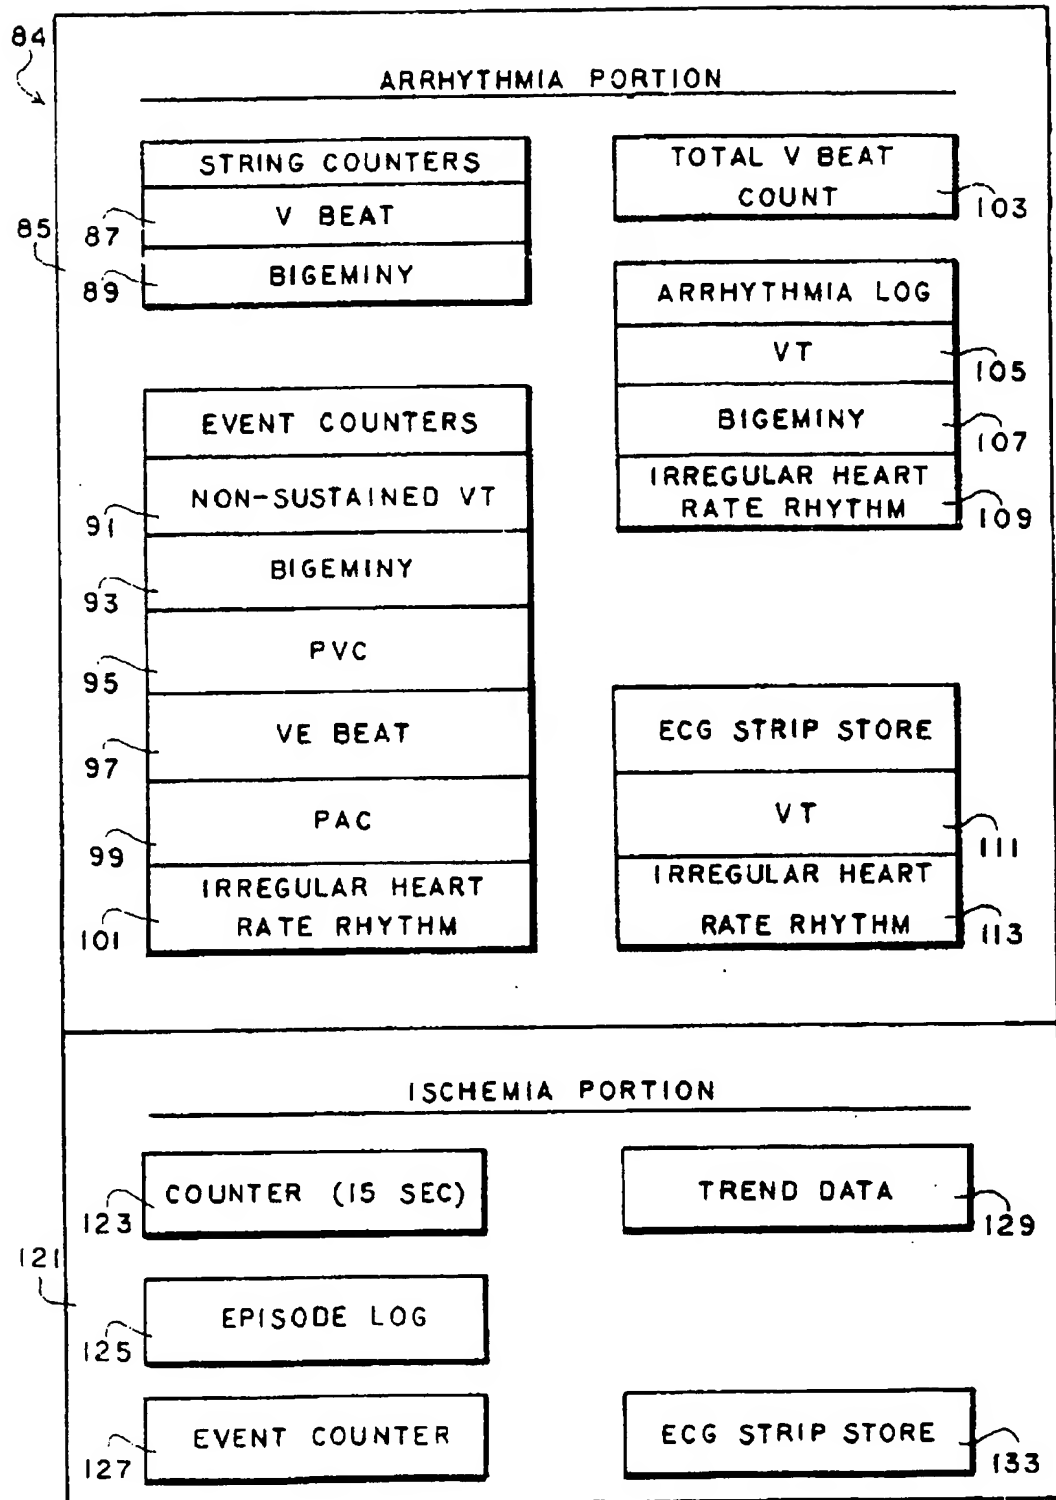 84
ARRHYTHMIA PORTION
STRING COUNTERS
V BEAT
87
BIGEMINY
89
85
TOTAL V BEAT
COUNT
103
ARRHYTHMIA LOG
VT
105
BIGEMINY
107
IRREGULAR HEART
RATE RHYTHM
109
EVENT COUNTERS
NON-SUSTAINED VT
91
BIGEMINY
93
PVC
95
VE BEAT
97
PAC
99
IRREGULAR HEART
RATE RHYTHM
101
ECG STRIP STORE
VT
111
IRREGULAR HEART
RATE RHYTHM
113
ISCHEMIA PORTION
COUNTER (15 SEC)
123
TREND DATA
129
121
EPISODE LOG
125
EVENT COUNTER
127
ECG STRIP STORE
133